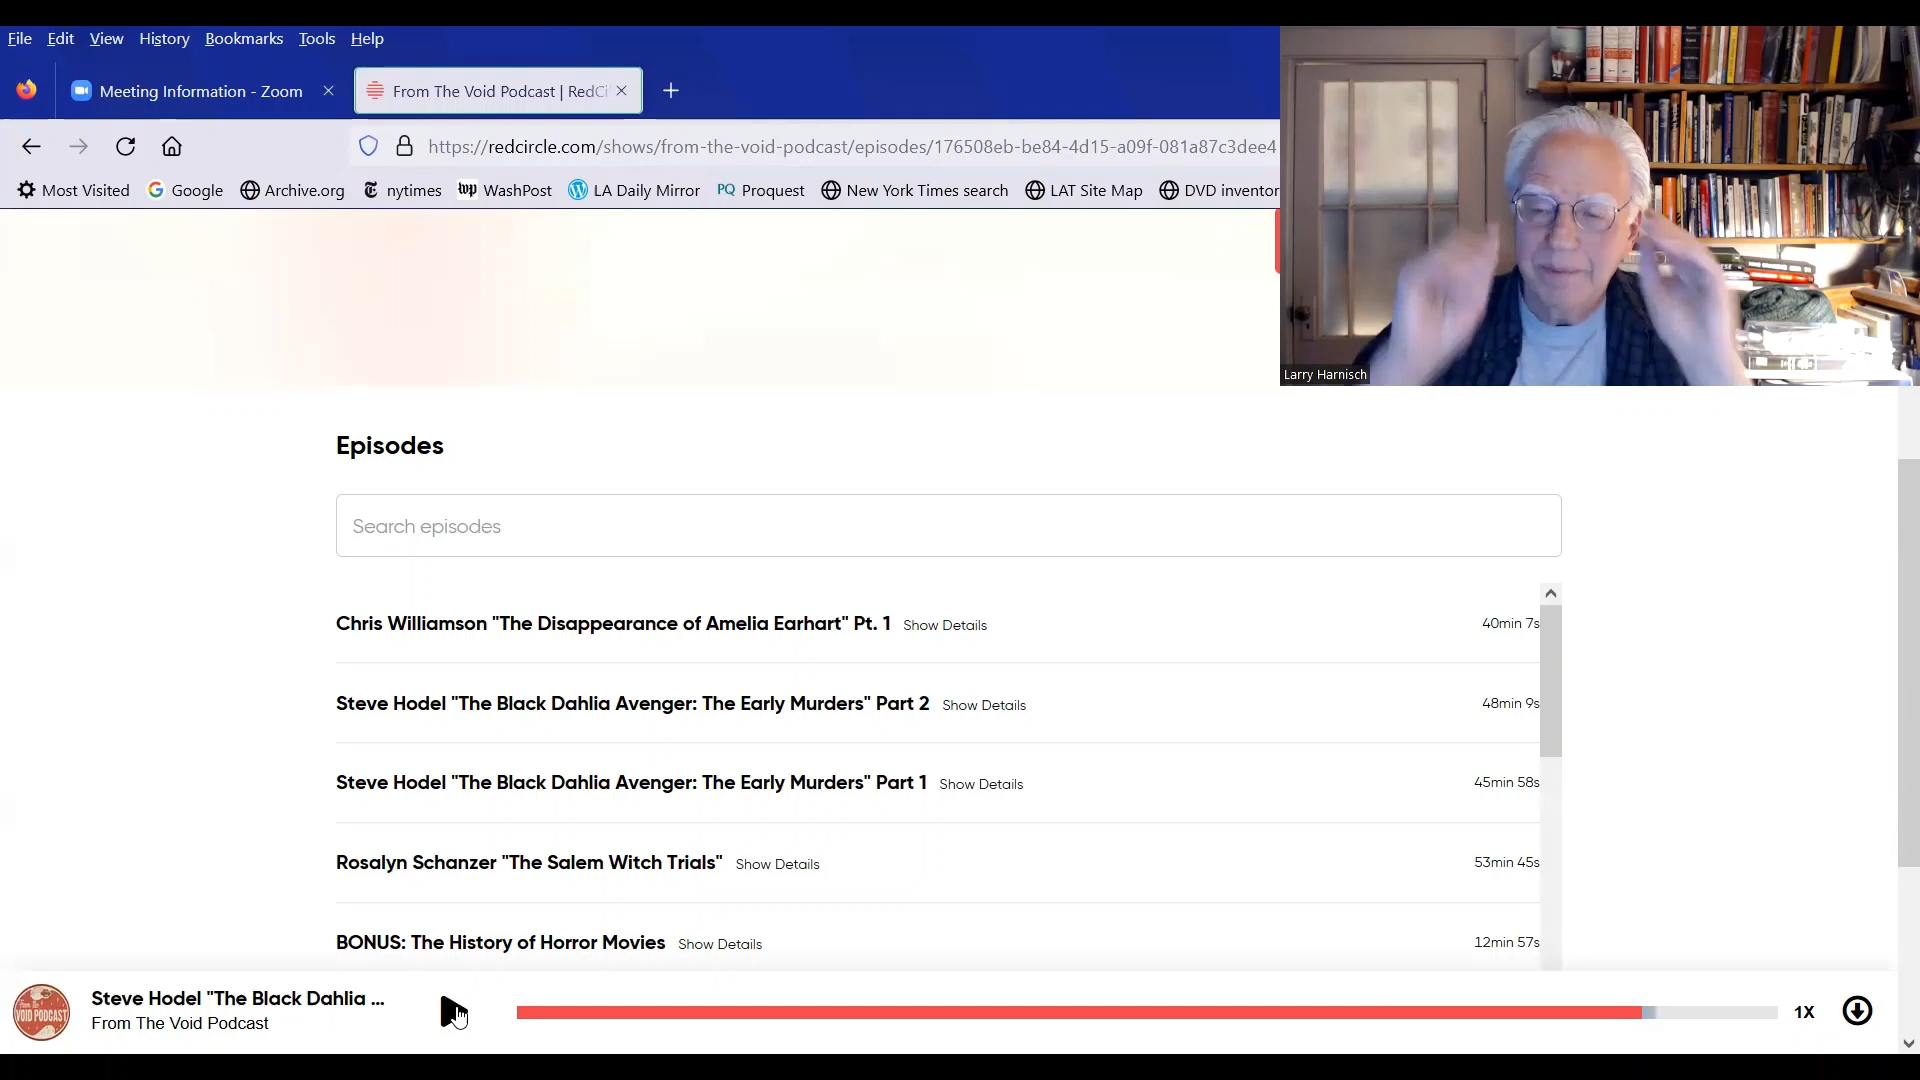 File Edit View History Bookmarks Tools Help
Meeting Information - Zoom
From The Void Podcast | RedCi
https://redcircle.com/shows/from-the-void-podcast/episodes/176508eb-be84-4d15-a09f-081a87c3dee4
Most Visited Google Archive.org nytimes wp WashPost LA Daily Mirror PQ Proquest New York Times search LAT Site Map DVD inventor
Larry Harnisch
Episodes
Search episodes
Chris Williamson "The Disappearance of Amelia Earhart" Pt. 1 Show Details 40min 7s
Steve Hodel "The Black Dahlia Avenger: The Early Murders" Part 2 Show Details 48min 9s
Steve Hodel "The Black Dahlia Avenger: The Early Murders" Part 1 Show Details 45min 58s
Rosalyn Schanzer "The Salem Witch Trials" Show Details 53min 45s
BONUS: The History of Horror Movies Show Details 12min 57s
VOID PODCAST
Steve Hodel "The Black Dahlia ...
From The Void Podcast
1X